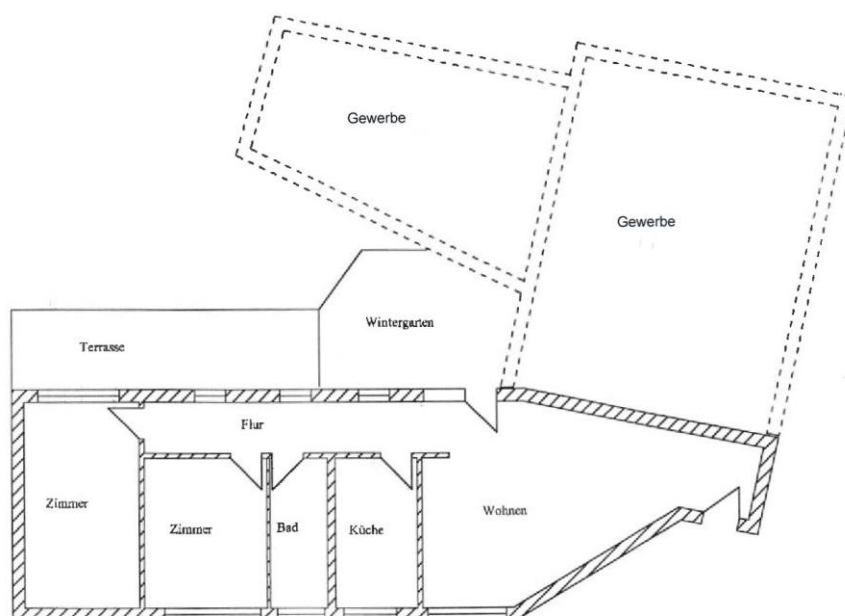 Gewerbe
Gewerbe
Wintergarten
Terrasse
Flur
Zimmer
Zimmer
Bad
Küche
Wohnen